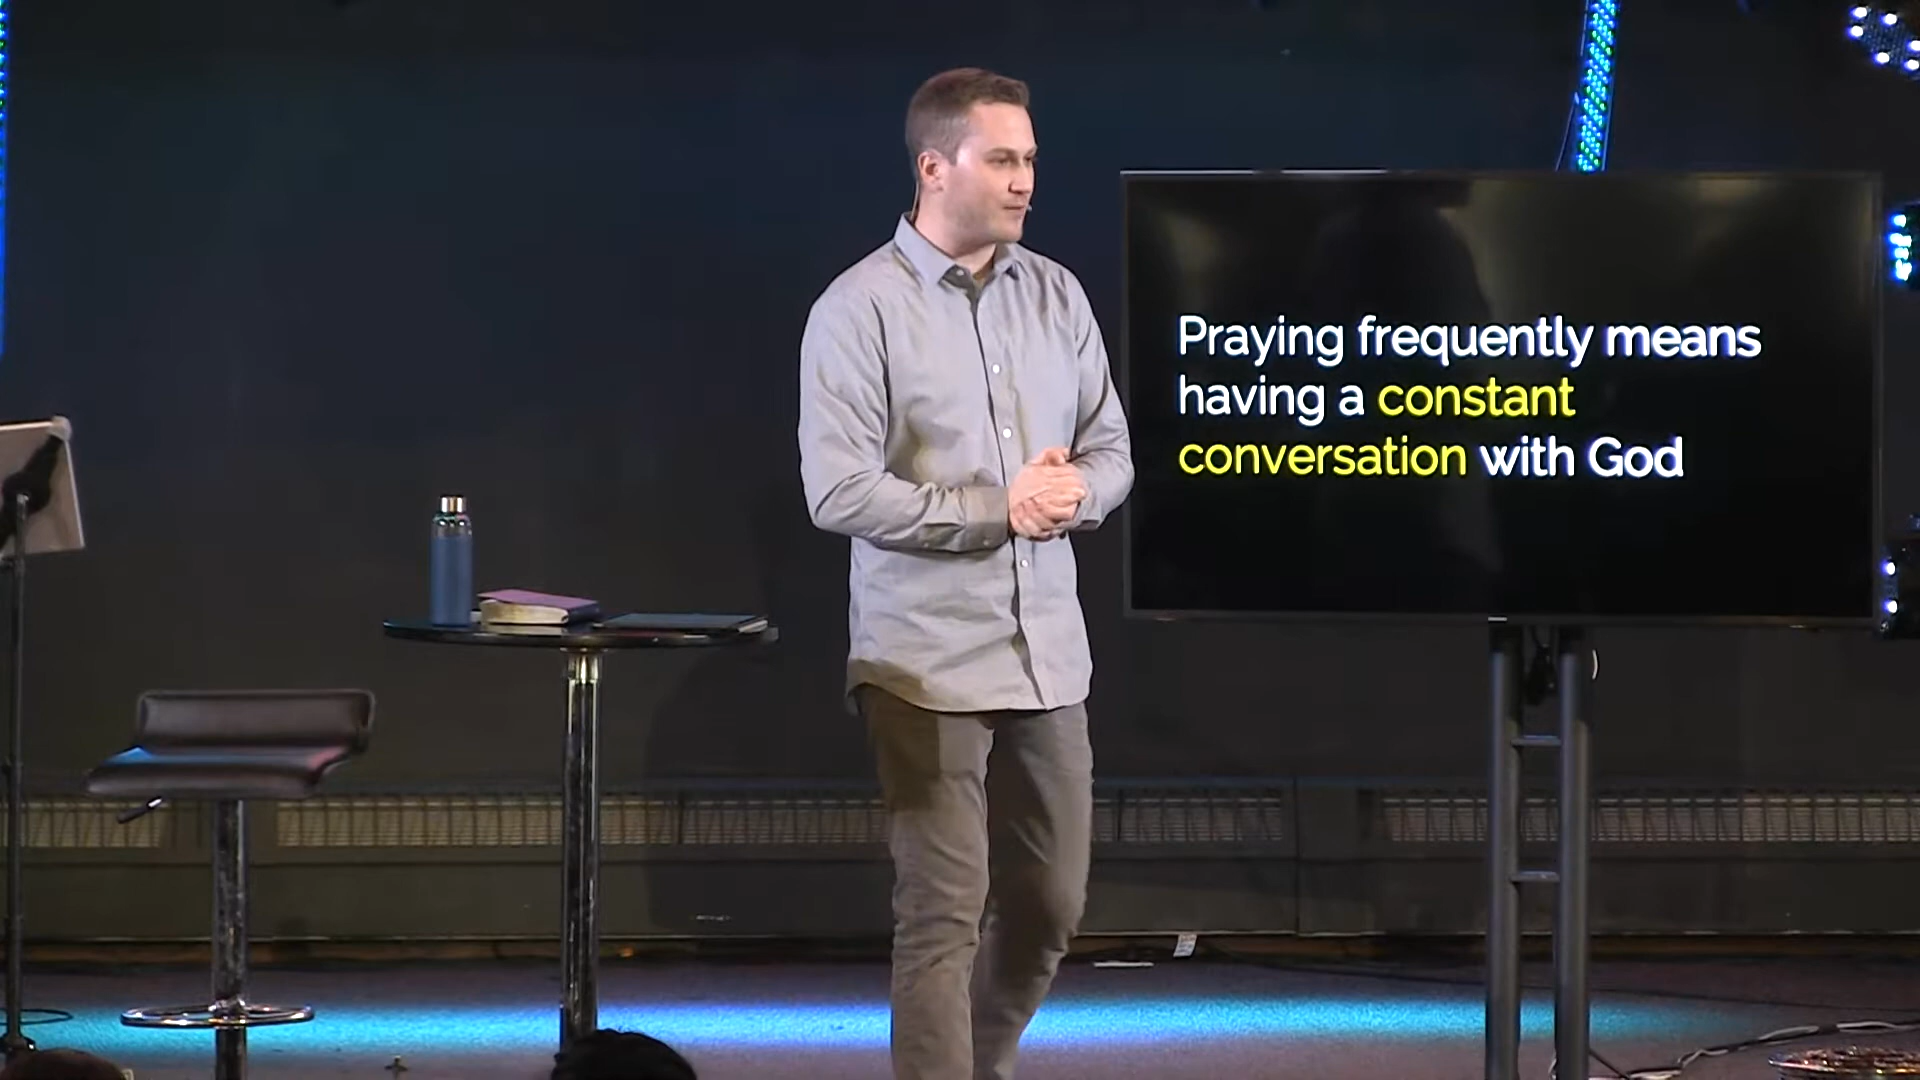 Praying frequently means
having a constant
conversation with God